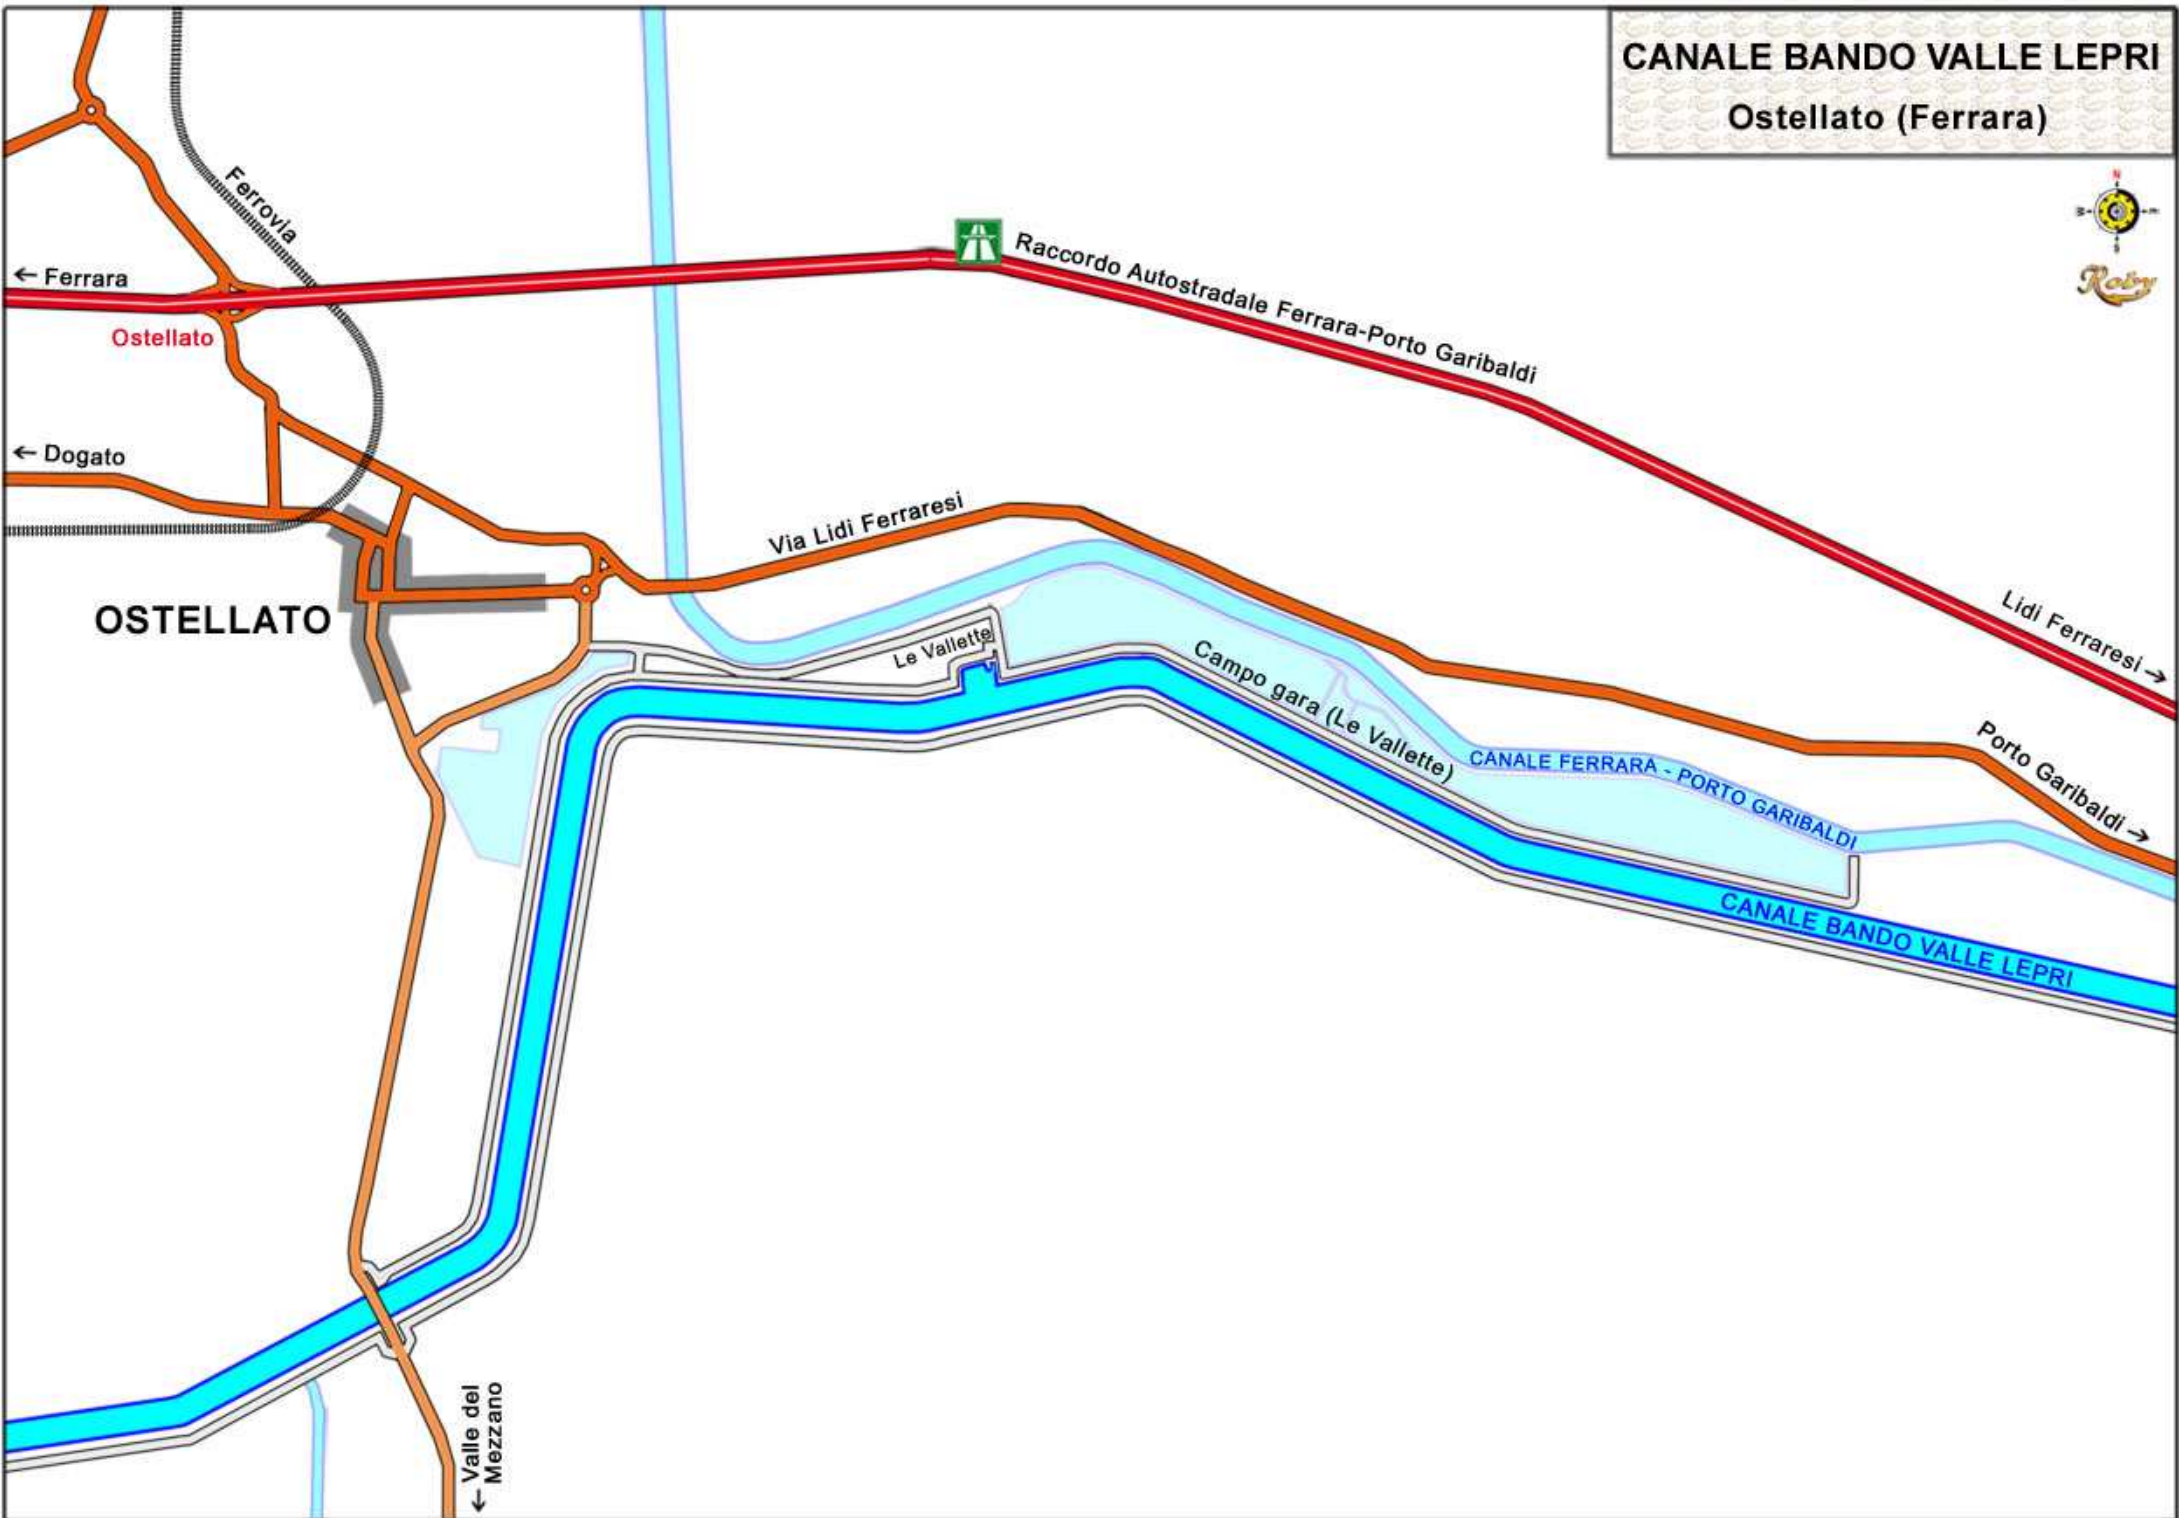 CANALE BANDO VALLE LEPRI
Ostellato (Ferrara)
N
W
E
S
Roby
Ferrovia
← Ferrara
Raccordo Autostradale Ferrara-Porto Garibaldi
Ostellato
← Dogato
Via Lidi Ferraresi
OSTELLATO
Lidi Ferraresi →
Le Vallette
Campo gara (Le Vallette)
Porto Garibaldi →
CANALE FERRARA - PORTO GARIBALDI
CANALE BANDO VALLE LEPRI
← Valle del
Mezzano